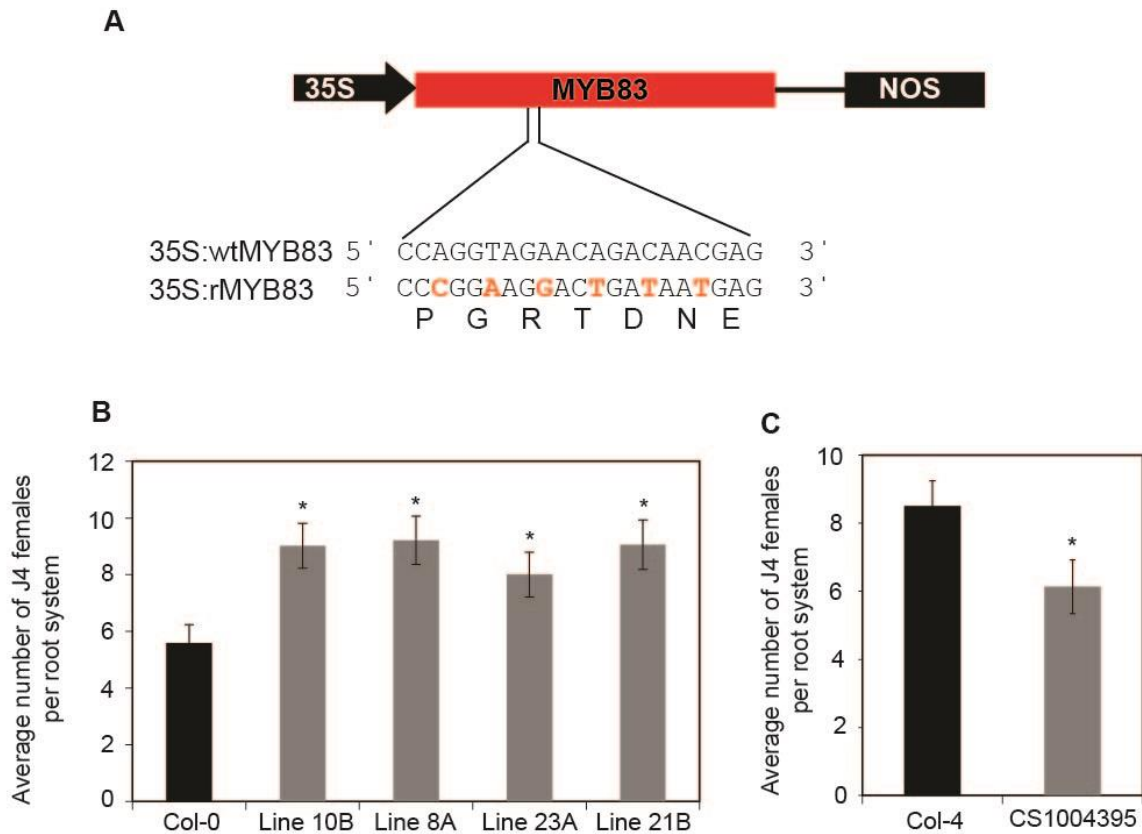 A
35S MYB83 NOS
35S:wtMYB83 5' CCAGGTAGAACAGACAACGAG 3'
35S:rMYB83 5' CCCGGAAGGACTGATAATGAG 3'
P G R T D N E
B
Average number of J4 females
per root system
12
10
8
6
4
2
0
* * * *
Col-0 Line 10B Line 8A Line 23A Line 21B
C
Average number of J4 females
per root system
10
8
6
4
2
0
*
Col-4 CS1004395